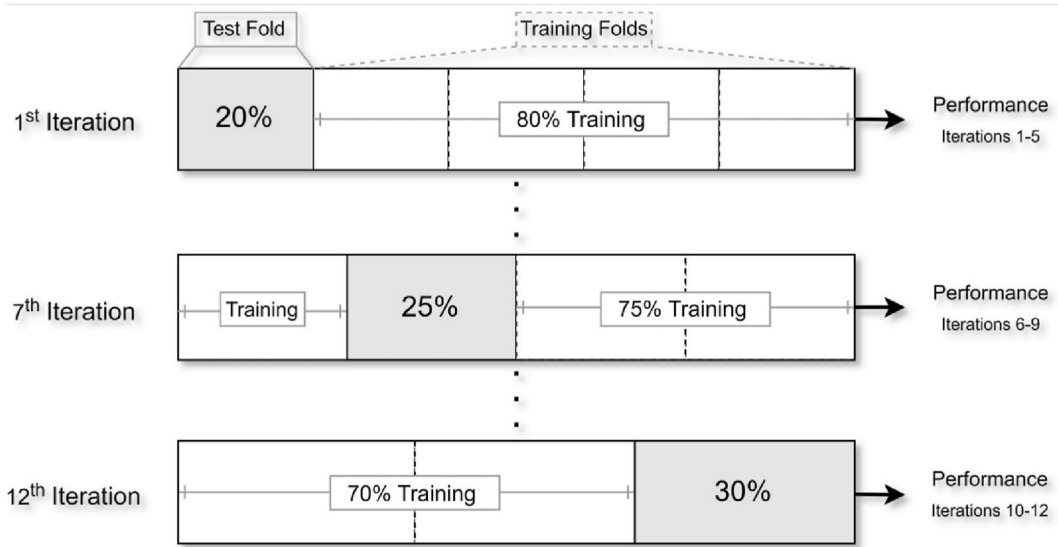 Test Fold
Training Folds
1st Iteration
20%
80% Training
Performance
Iterations 1-5
7th Iteration
Training
25%
75% Training
Performance
Iterations 6-9
12th Iteration
70% Training
30%
Performance
Iterations 10-12